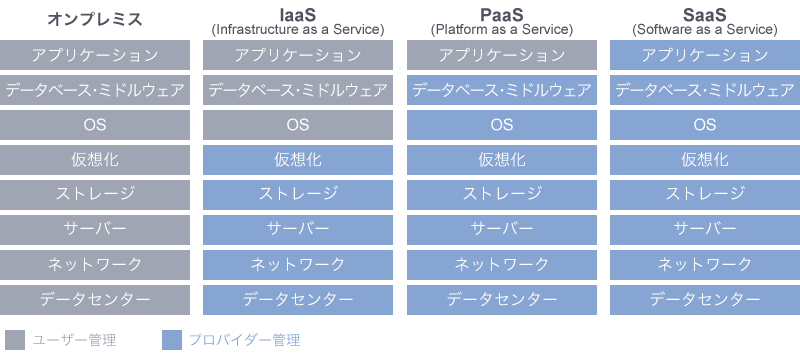 オンプレミス
IaaS
(Infrastructure as a Service)
PaaS
(Platform as a Service)
SaaS
(Software as a Service)
アプリケーション
アプリケーション
アプリケーション
アプリケーション
データベース・ミドルウェア
データベース・ミドルウェア
データベース・ミドルウェア
データベース・ミドルウェア
OS
OS
OS
OS
仮想化
仮想化
仮想化
仮想化
ストレージ
ストレージ
ストレージ
ストレージ
サーバー
サーバー
サーバー
サーバー
ネットワーク
ネットワーク
ネットワーク
ネットワーク
データセンター
データセンター
データセンター
データセンター
ユーザー管理
プロバイダー管理